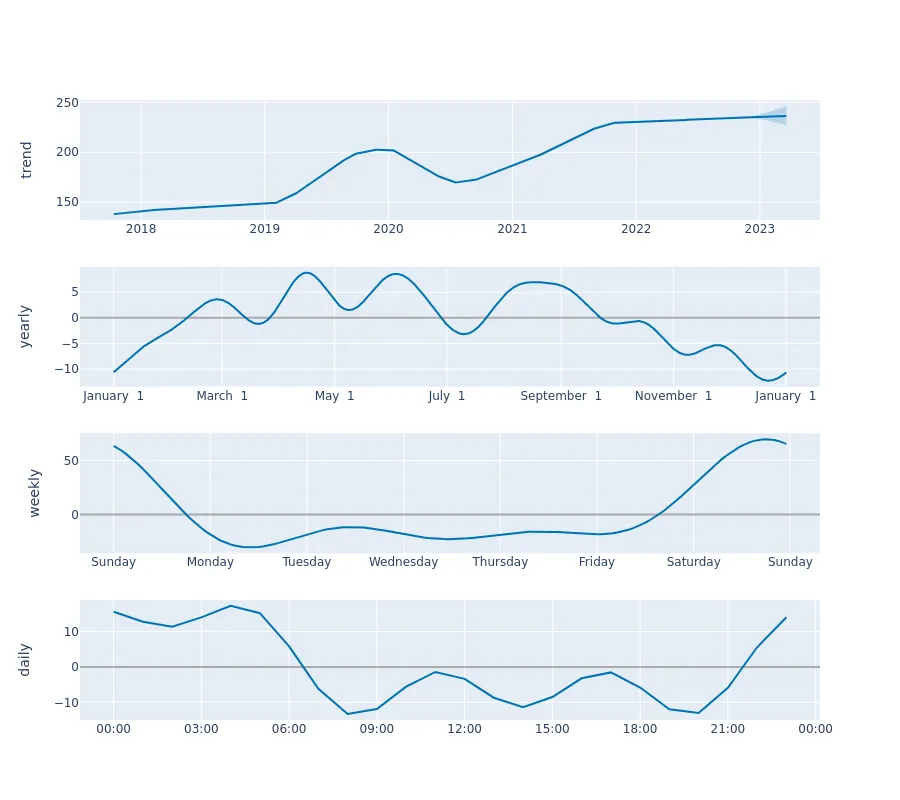 trend
250
200
150
2018 2019 2020 2021 2022 2023
yearly
5
0
−5
−10
January 1 March 1 May 1 July 1 September 1 November 1 January 1
weekly
50
0
Sunday Monday Tuesday Wednesday Thursday Friday Saturday Sunday
daily
10
0
−10
00:00 03:00 06:00 09:00 12:00 15:00 18:00 21:00 00:00